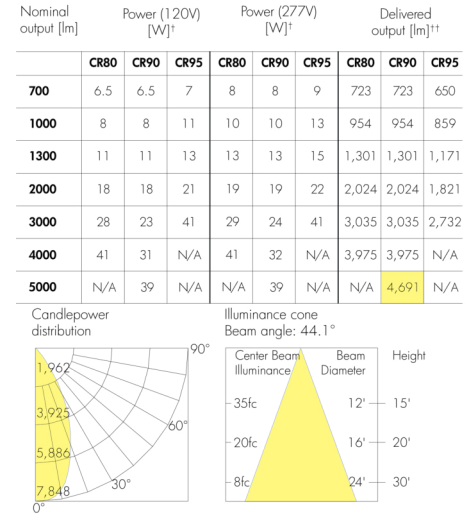 Nominal output [lm] Power (120V) [W]† Power (277V) [W]† Delivered output [lm]††
CR80 CR90 CR95 CR80 CR90 CR95 CR80 CR90 CR95
700 6.5 6.5 7 8 8 9 723 723 650
1000 8 8 11 10 10 13 954 954 859
1300 11 11 13 13 13 15 1,301 1,301 1,171
2000 18 18 21 19 19 22 2,024 2,024 1,821
3000 28 23 41 29 24 41 3,035 3,035 2,732
4000 41 31 N/A 41 32 N/A 3,975 3,975 N/A
5000 N/A 39 N/A N/A 39 N/A N/A 4,691 N/A
Candlepower
distribution
90°
1,962
3,925
60°
5,886
30°
7,848
0°
Illuminance cone
Beam angle: 44.1°
Center Beam Illuminance Beam Diameter Height
35fc 12' 15'
20fc 16' 20'
8fc 24' 30'